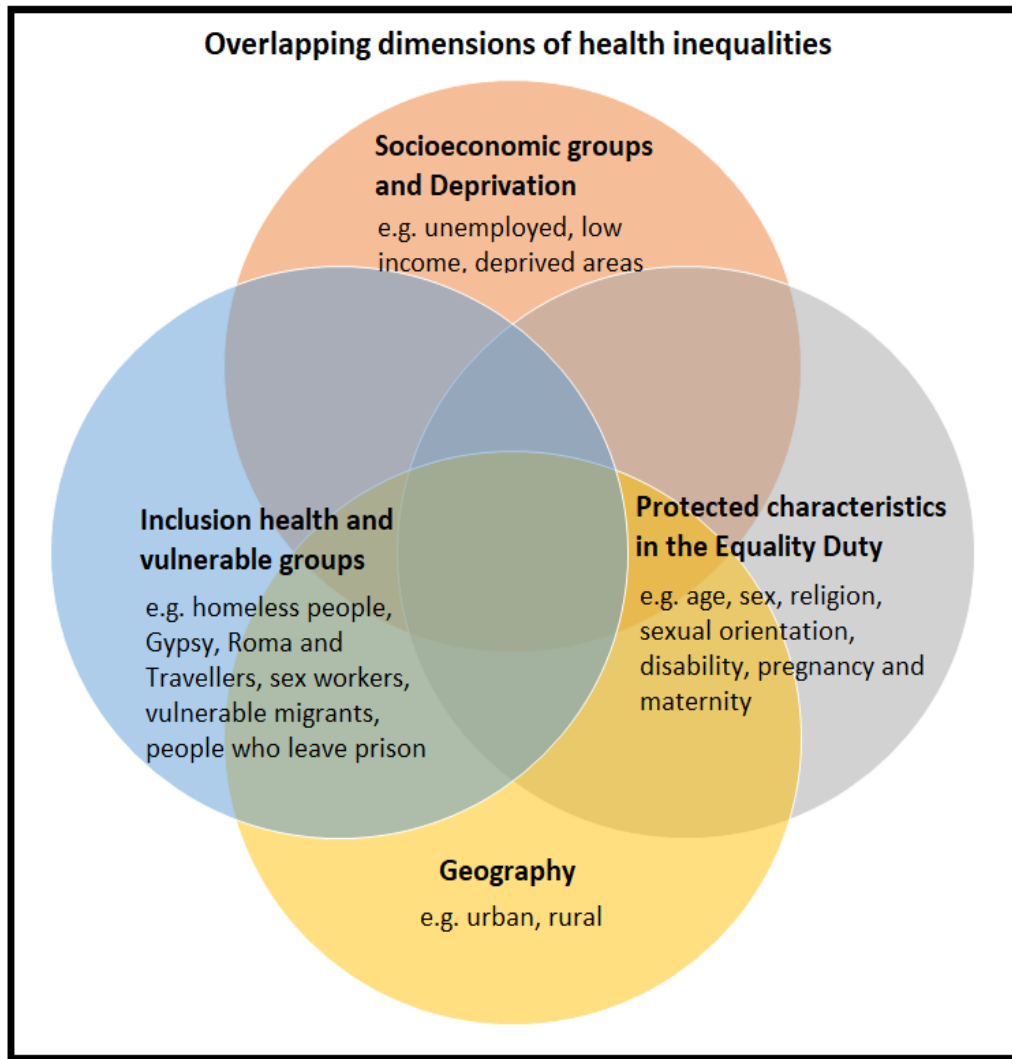 Overlapping dimensions of health inequalities
Socioeconomic groups
and Deprivation
e.g. unemployed, low
income, deprived areas
Inclusion health and
vulnerable groups
e.g. homeless people,
Gypsy, Roma and
Travellers, sex workers,
vulnerable migrants,
people who leave prison
Protected characteristics
in the Equality Duty
e.g. age, sex, religion,
sexual orientation,
disability, pregnancy and
maternity
Geography
e.g. urban, rural